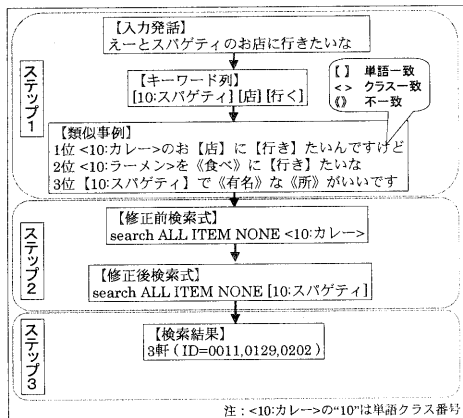 【入力発話】
えーとスパゲティのお店に行きたいな
ステップ1
【キーワード列】
[10:スパゲティ][店][行く]
【 】 単語一致
< > クラス一致
《》 不一致
【類似事例】
1位 <10:カレー>のお【店】に【行き】たいんですけど
2位 <10:ラーメン>を《食べ》に【行き】たいな
3位 【10:スパゲティ】で《有名》な《所》がいいです
ステップ2
【修正前検索式】
search ALL ITEM NONE <10:カレー>
【修正後検索式】
search ALL ITEM NONE [10:スパゲティ]
ステップ3
【検索結果】
3軒 ( ID=0011,0129,0202 )
注：<10:カレー>の"10"は単語クラス番号